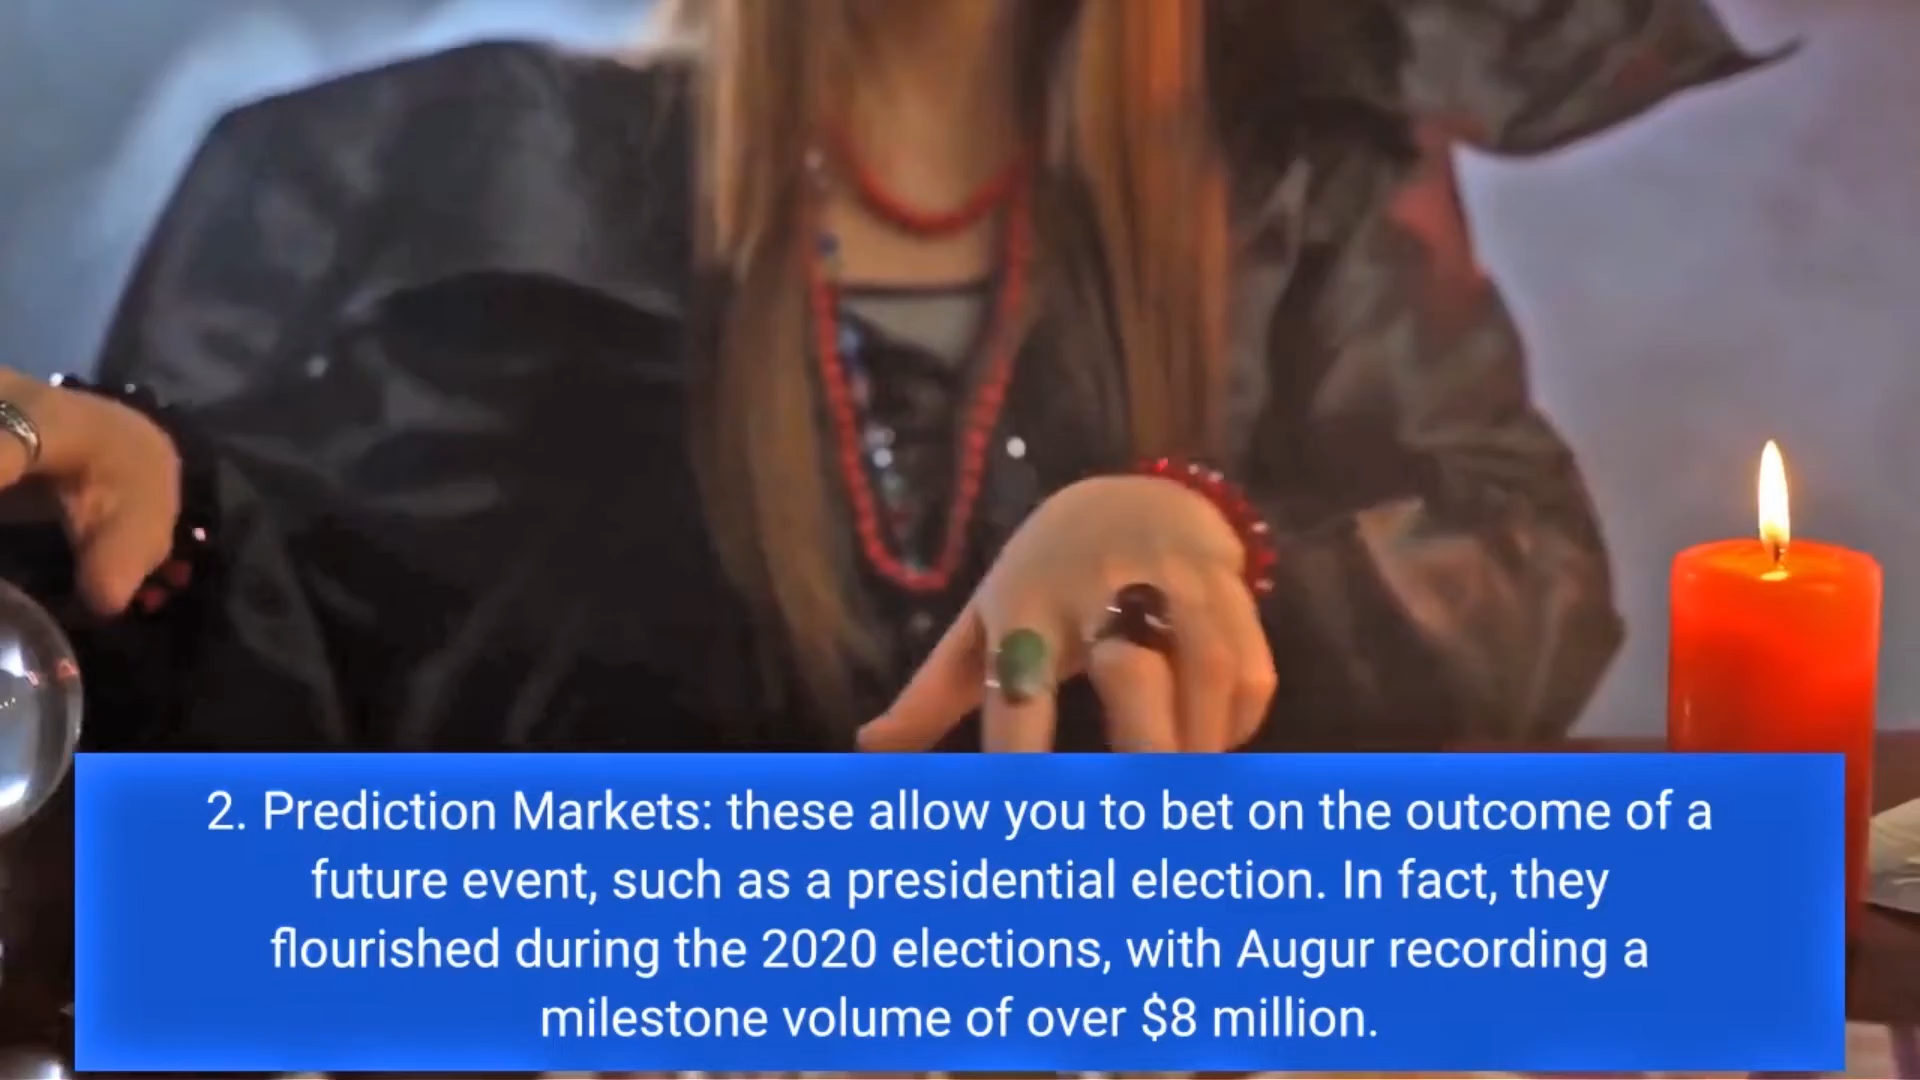 2. Prediction Markets: these allow you to bet on the outcome of a
future event, such as a presidential election. In fact, they
flourished during the 2020 elections, with Augur recording a
milestone volume of over $8 million.